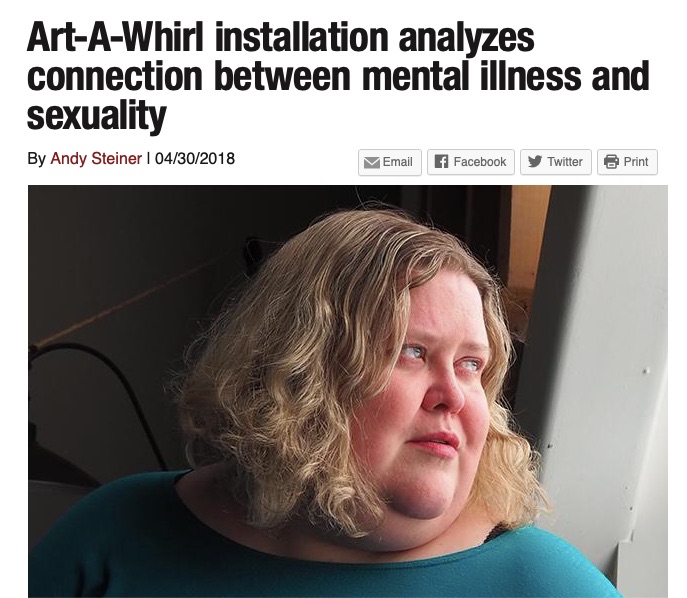 Art-A-Whirl installation analyzes
connection between mental illness and
sexuality
By Andy Steiner | 04/30/2018
Email Facebook Twitter Print